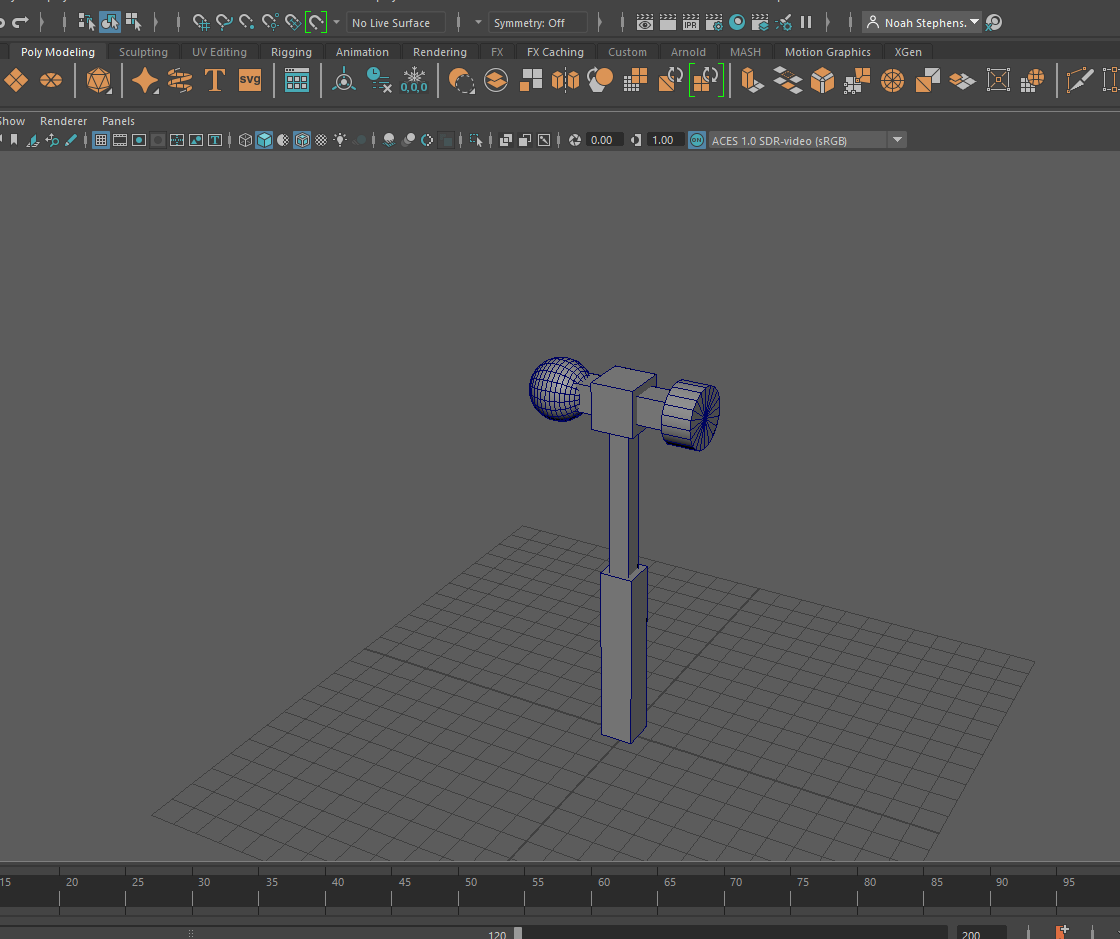 No Live Surface Symmetry: Off IPR Noah Stephens.
Poly Modeling Sculpting UV Editing Rigging Animation Rendering FX FX Caching Custom Arnold MASH Motion Graphics XGen
T svg 0,0,0
Show Renderer Panels
T 0.00 1.00 ON ACES 1.0 SDR-video (sRGB)
15 20 25 30 35 40 45 50 55 60 65 70 75 80 85 90 95
120 200